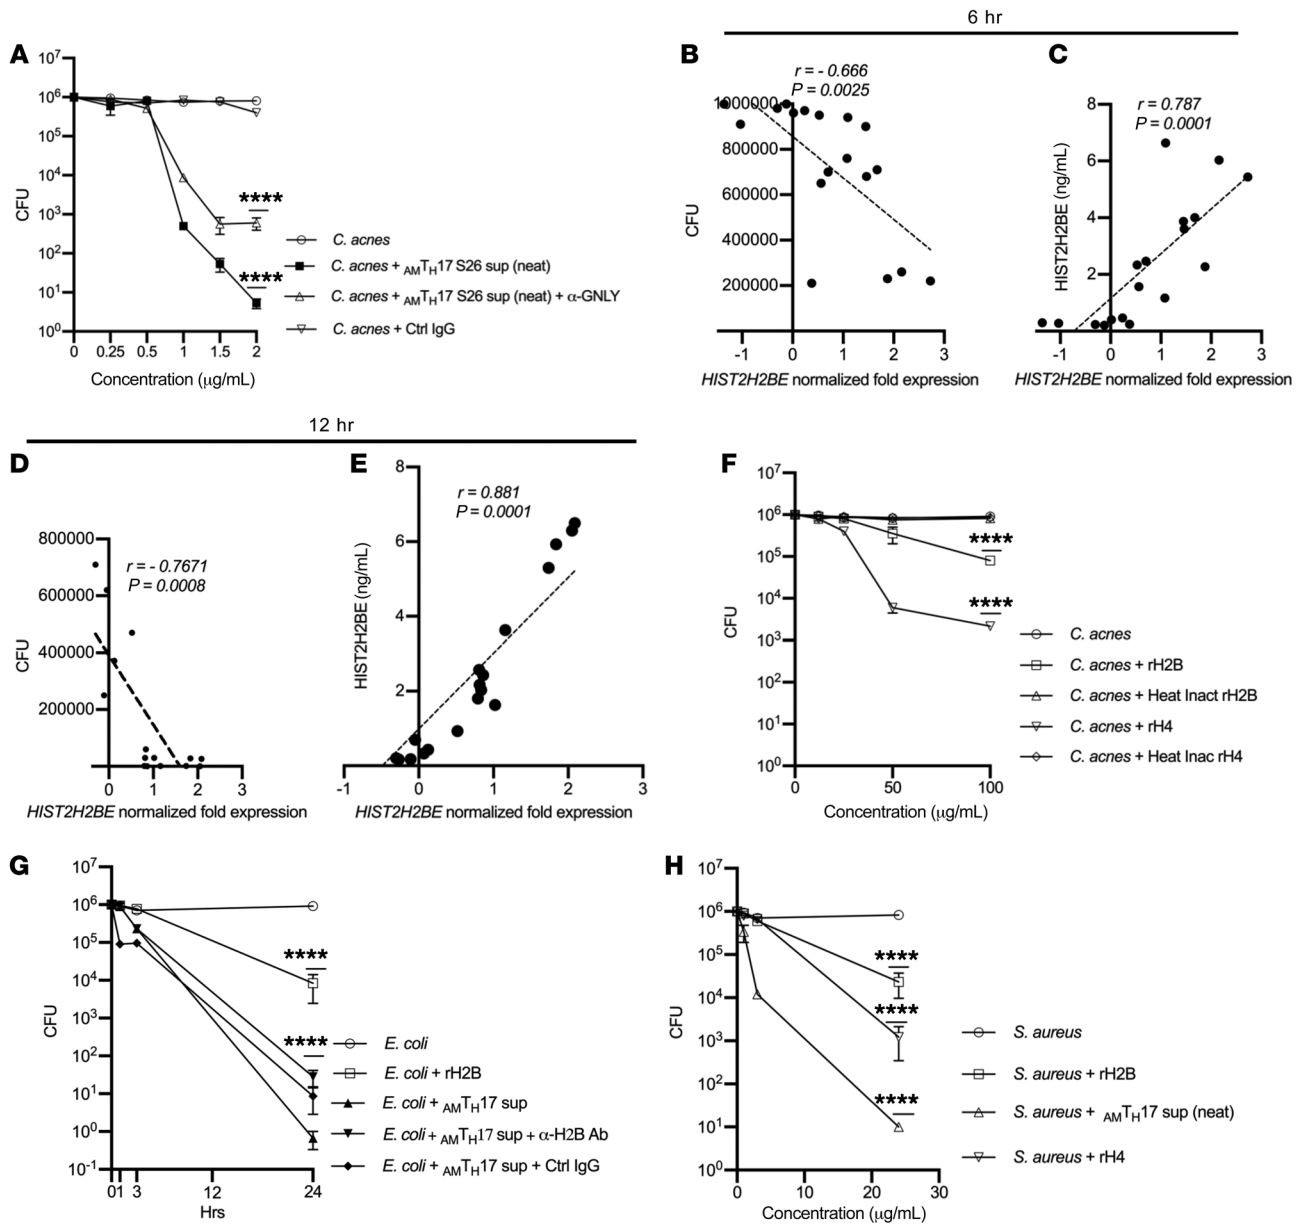 6 hr
A
10⁷
10⁶
10⁵
10⁴
10³
10²
10¹
10⁰
CFU
0 0.25 0.5 1 1.5 2
Concentration (μg/mL)
****
****
C. acnes
C. acnes + AMTH17 S26 sup (neat)
C. acnes + AMTH17 S26 sup (neat) + α-GNLY
C. acnes + Ctrl IgG
B
r = - 0.666
P = 0.0025
1000000
800000
600000
400000
200000
CFU
-1 0 1 2 3
HIST2H2BE normalized fold expression
C
r = 0.787
P = 0.0001
8
6
4
2
HIST2H2BE (ng/mL)
-1 0 1 2 3
HIST2H2BE normalized fold expression
12 hr
D
800000
600000
400000
200000
CFU
r = - 0.7671
P = 0.0008
0 1 2 3
HIST2H2BE normalized fold expression
E
8
6
4
2
HIST2H2BE (ng/mL)
r = 0.881
P = 0.0001
-1 0 1 2 3
HIST2H2BE normalized fold expression
F
10⁷
10⁶
10⁵
10⁴
10³
10²
10¹
10⁰
CFU
0 50 100
Concentration (μg/mL)
****
****
C. acnes
C. acnes + rH2B
C. acnes + Heat Inact rH2B
C. acnes + rH4
C. acnes + Heat Inac rH4
G
10⁷
10⁶
10⁵
10⁴
10³
10²
10¹
10⁰
10⁻¹
CFU
0 1 3 12 24
Hrs
****
****
E. coli
E. coli + rH2B
E. coli + AMTH17 sup
E. coli + AMTH17 sup + α-H2B Ab
E. coli + AMTH17 sup + Ctrl IgG
H
10⁷
10⁶
10⁵
10⁴
10³
10²
10¹
10⁰
CFU
0 10 20 30
Concentration (μg/mL)
****
****
****
S. aureus
S. aureus + rH2B
S. aureus + AMTH17 sup (neat)
S. aureus + rH4